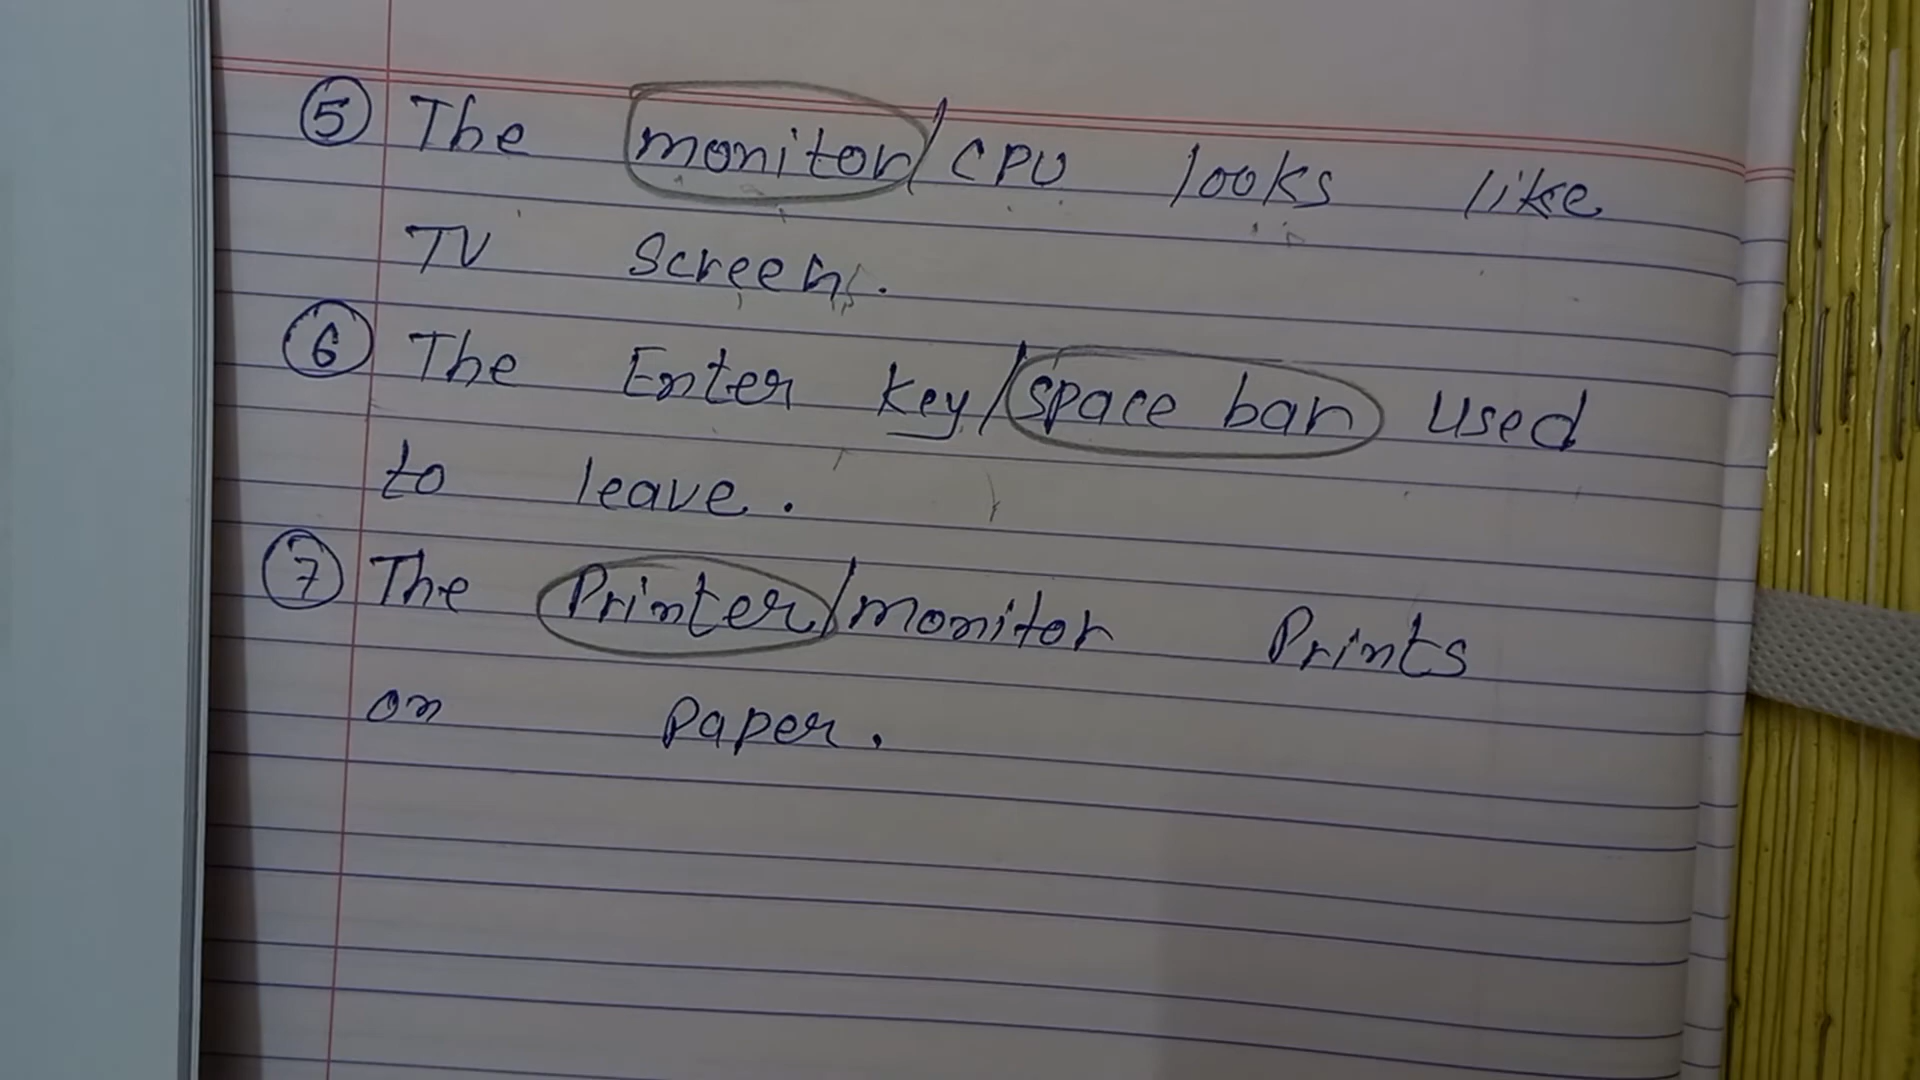 5 The monitor/CPU looks like
TV Screen.
6 The Enter key/space bar used
to leave.
7 The Printer/monitor Prints
on paper.